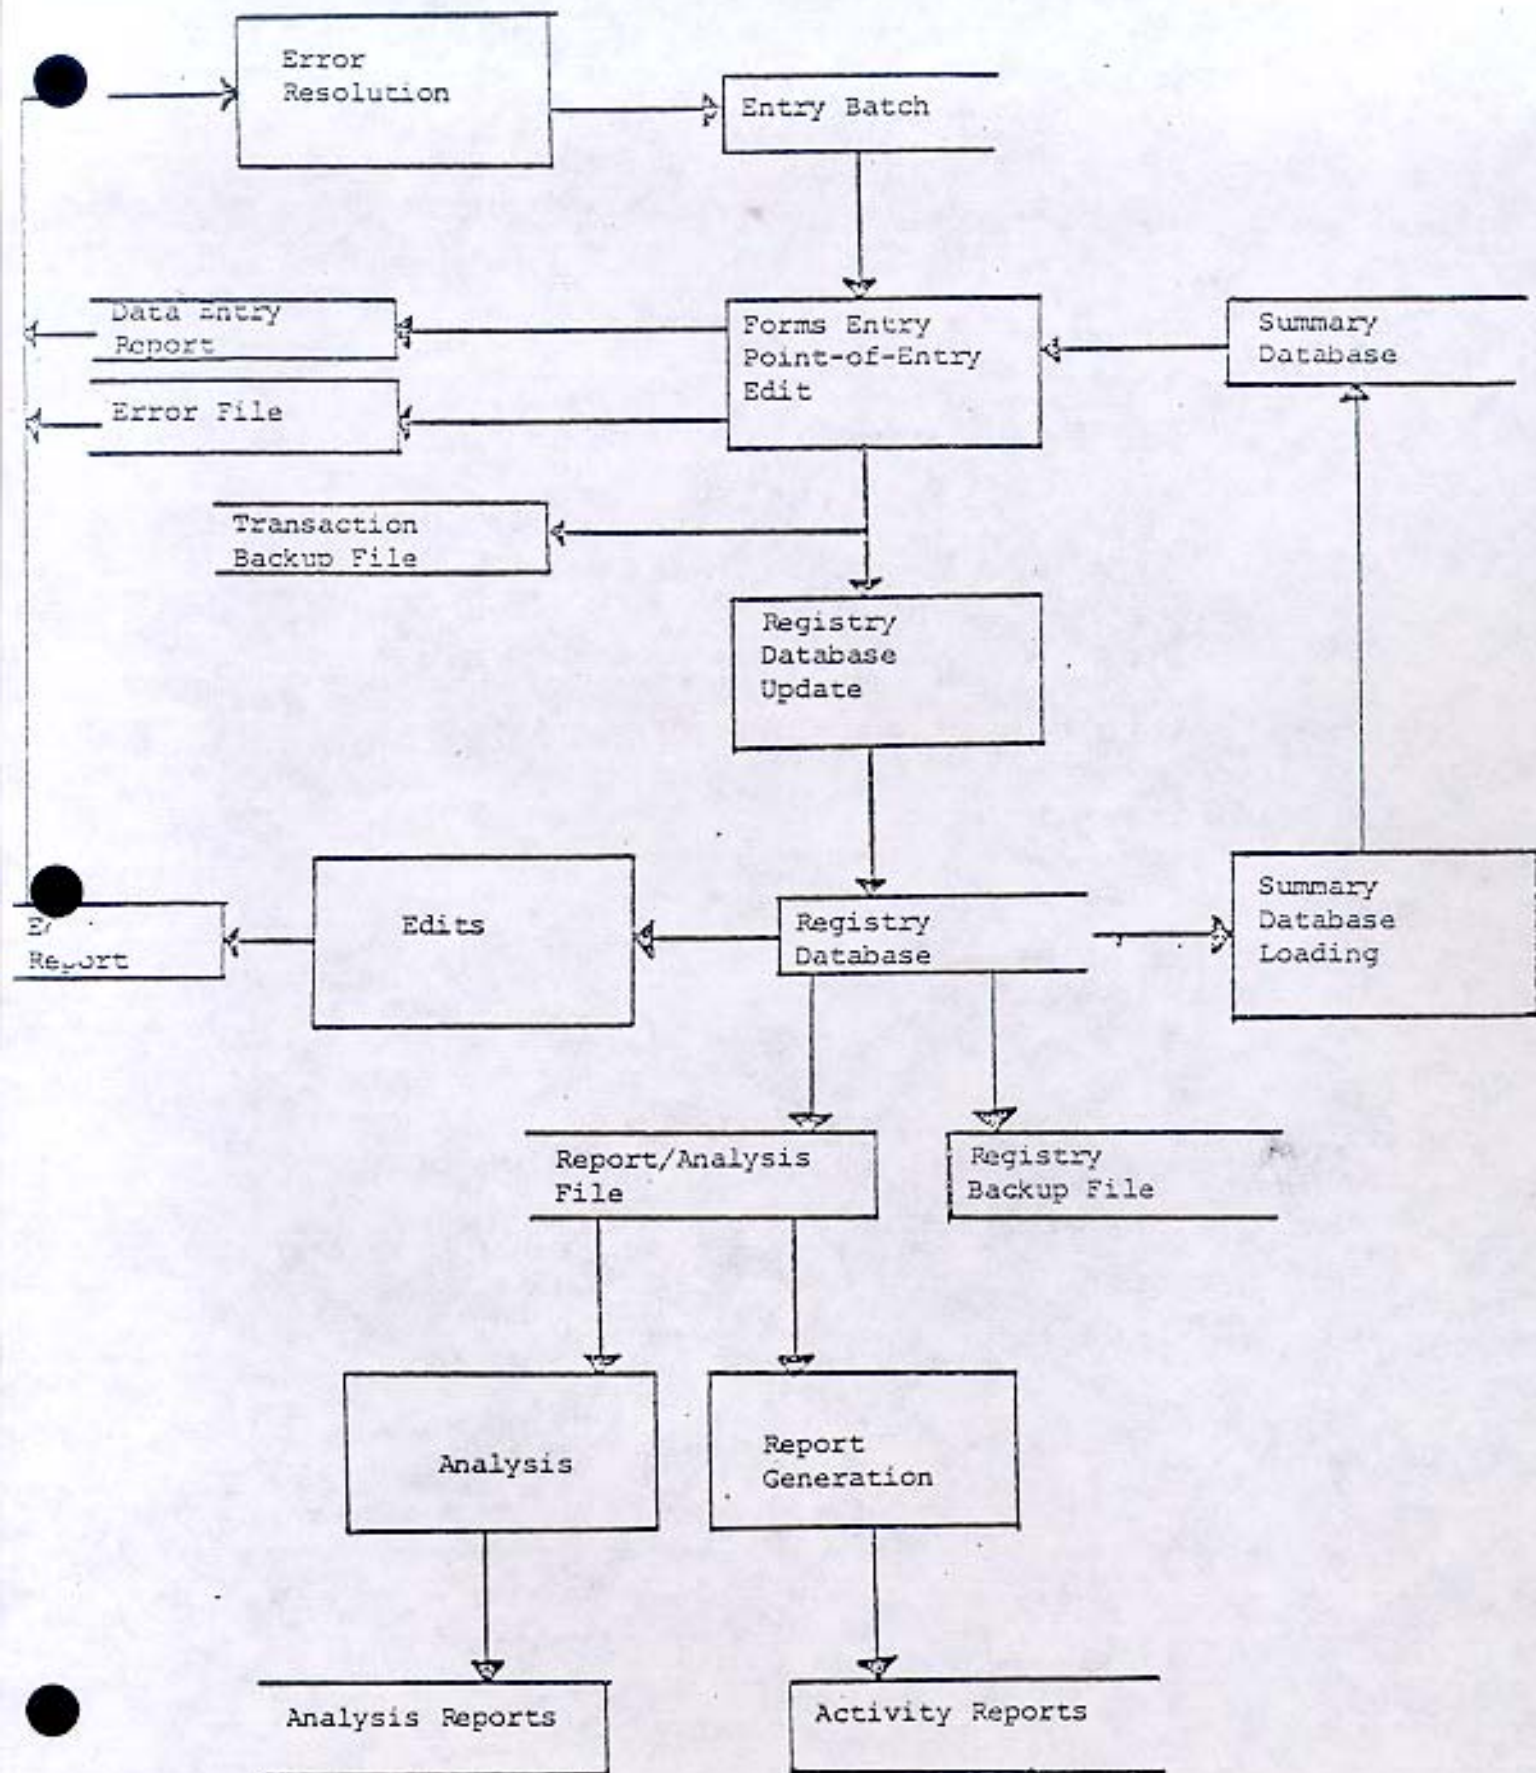 Error
Resolution
Entry Batch
Data Entry
Report
Forms Entry
Point-of-Entry
Edit
Summary
Database
Error File
Transaction
Backup File
Registry
Database
Update
Report
Edits
Registry
Database
Summary
Database
Loading
Report/Analysis
File
Registry
Backup File
Analysis
Report
Generation
Analysis Reports
Activity Reports